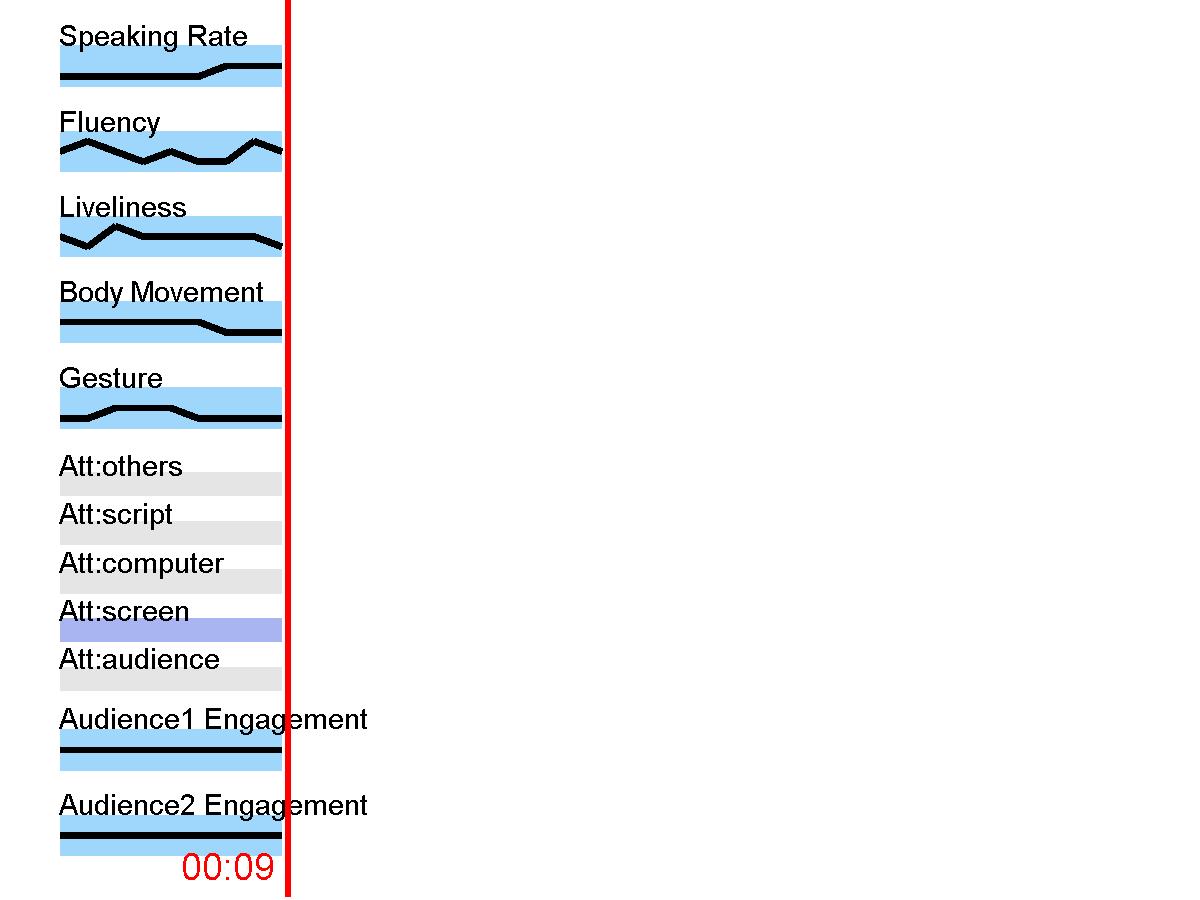 Speaking Rate
Fluency
Liveliness
Body Movement
Gesture
Att:others
Att:script
Att:computer
Att:screen
Att:audience
Audience1 Engagement
Audience2 Engagement
00:09